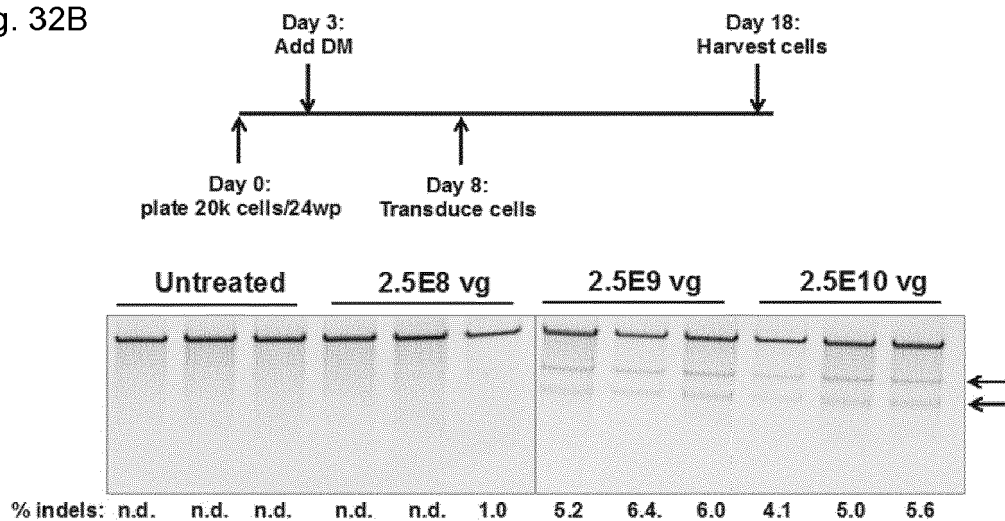 g. 32B
Day 3:
Add DM
Day 18:
Harvest cells
Day 0:
plate 20k cells/24wp
Day 8:
Transduce cells
Untreated 2.5E8 vg 2.5E9 vg 2.5E10 vg
% indels: n.d. n.d. n.d. n.d. n.d. 1.0 5.2 6.4. 6.0 4.1 5.0 5.6